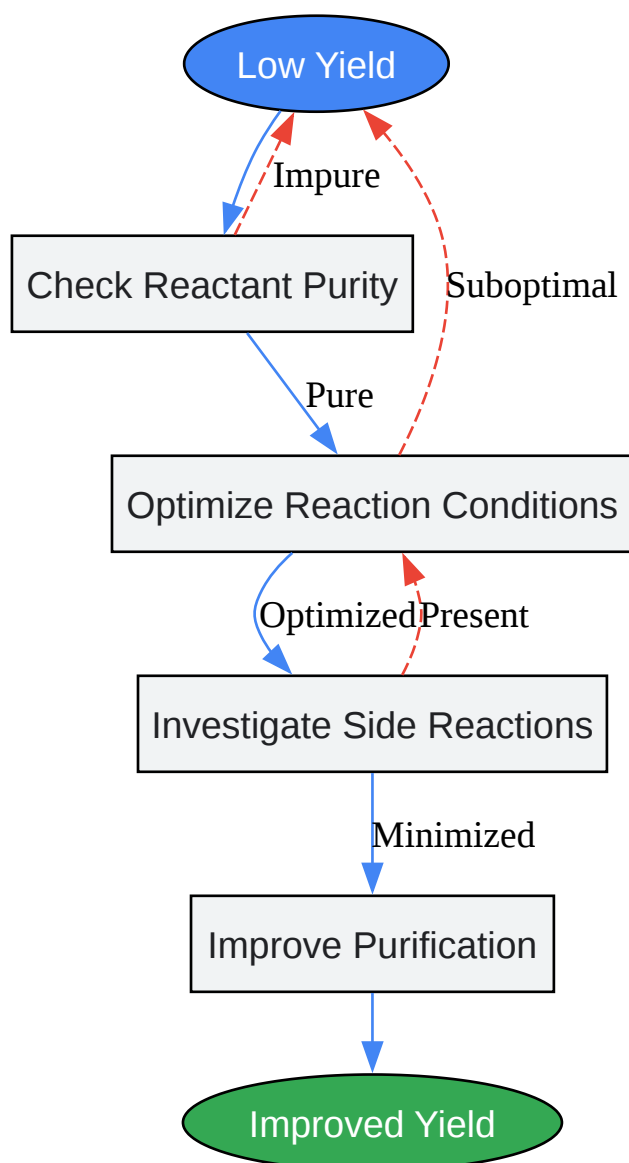 Low Yield
Impure
Check Reactant Purity
Suboptimal
Pure
Optimize Reaction Conditions
Optimized
Present
Investigate Side Reactions
Minimized
Improve Purification
Improved Yield